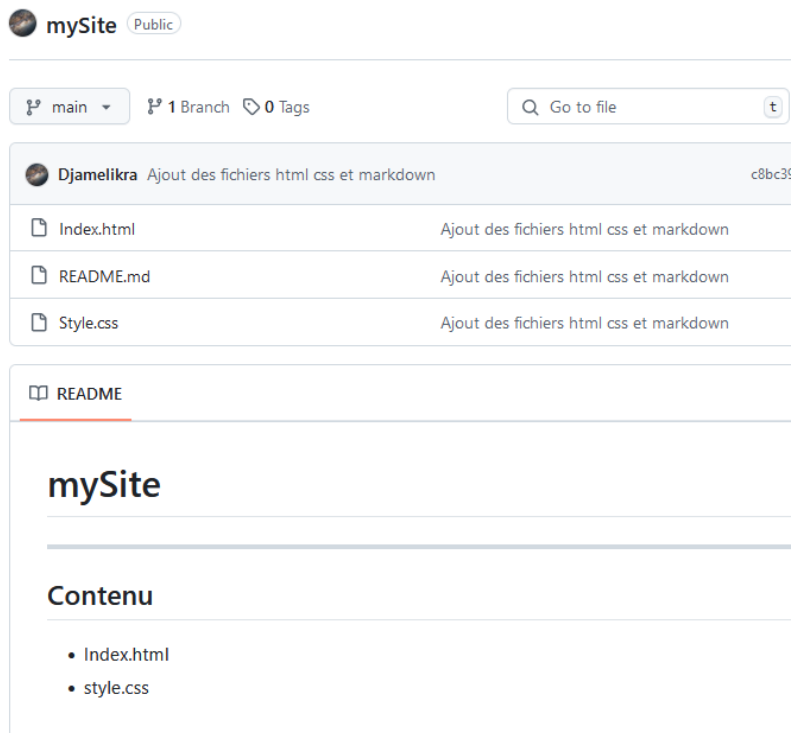 mySite Public
main 1 Branch 0 Tags Go to file t
Djamelikra Ajout des fichiers html css et markdown c8bc39
Index.html Ajout des fichiers html css et markdown
README.md Ajout des fichiers html css et markdown
Style.css Ajout des fichiers html css et markdown
README
mySite
Contenu
• Index.html
• style.css